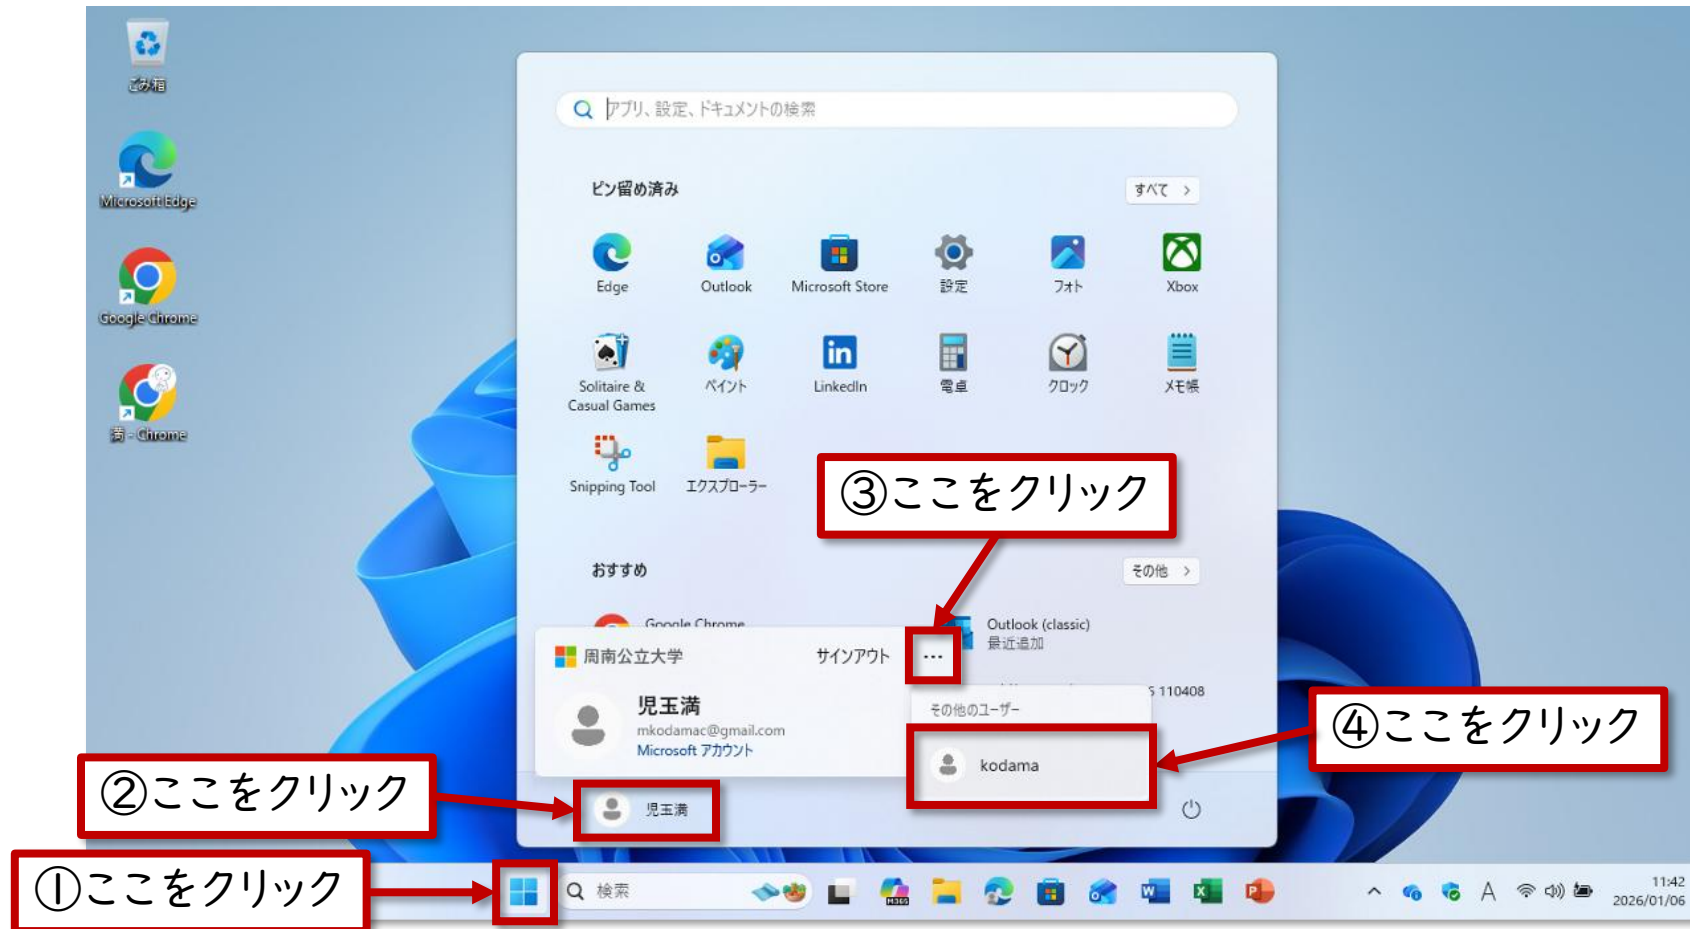 ごみ箱
Microsoft Edge
Google Chrome
満 - Chrome
アプリ、設定、ドキュメントの検索
ピン留め済み
すべて >
Edge
Outlook
Microsoft Store
設定
フォト
Xbox
Solitaire &
Casual Games
ペイント
LinkedIn
電卓
クロック
メモ帳
Snipping Tool
エクスプローラー
③ここをクリック
おすすめ
その他 >
Google Chrome
Outlook (classic)
最近追加
110408
周南公立大学
サインアウト
...
児玉満
mkodamac@gmail.com
Microsoft アカウント
その他のユーザー
kodama
④ここをクリック
②ここをクリック
児玉満
①ここをクリック
検索
M365
A
11:42
2026/01/06